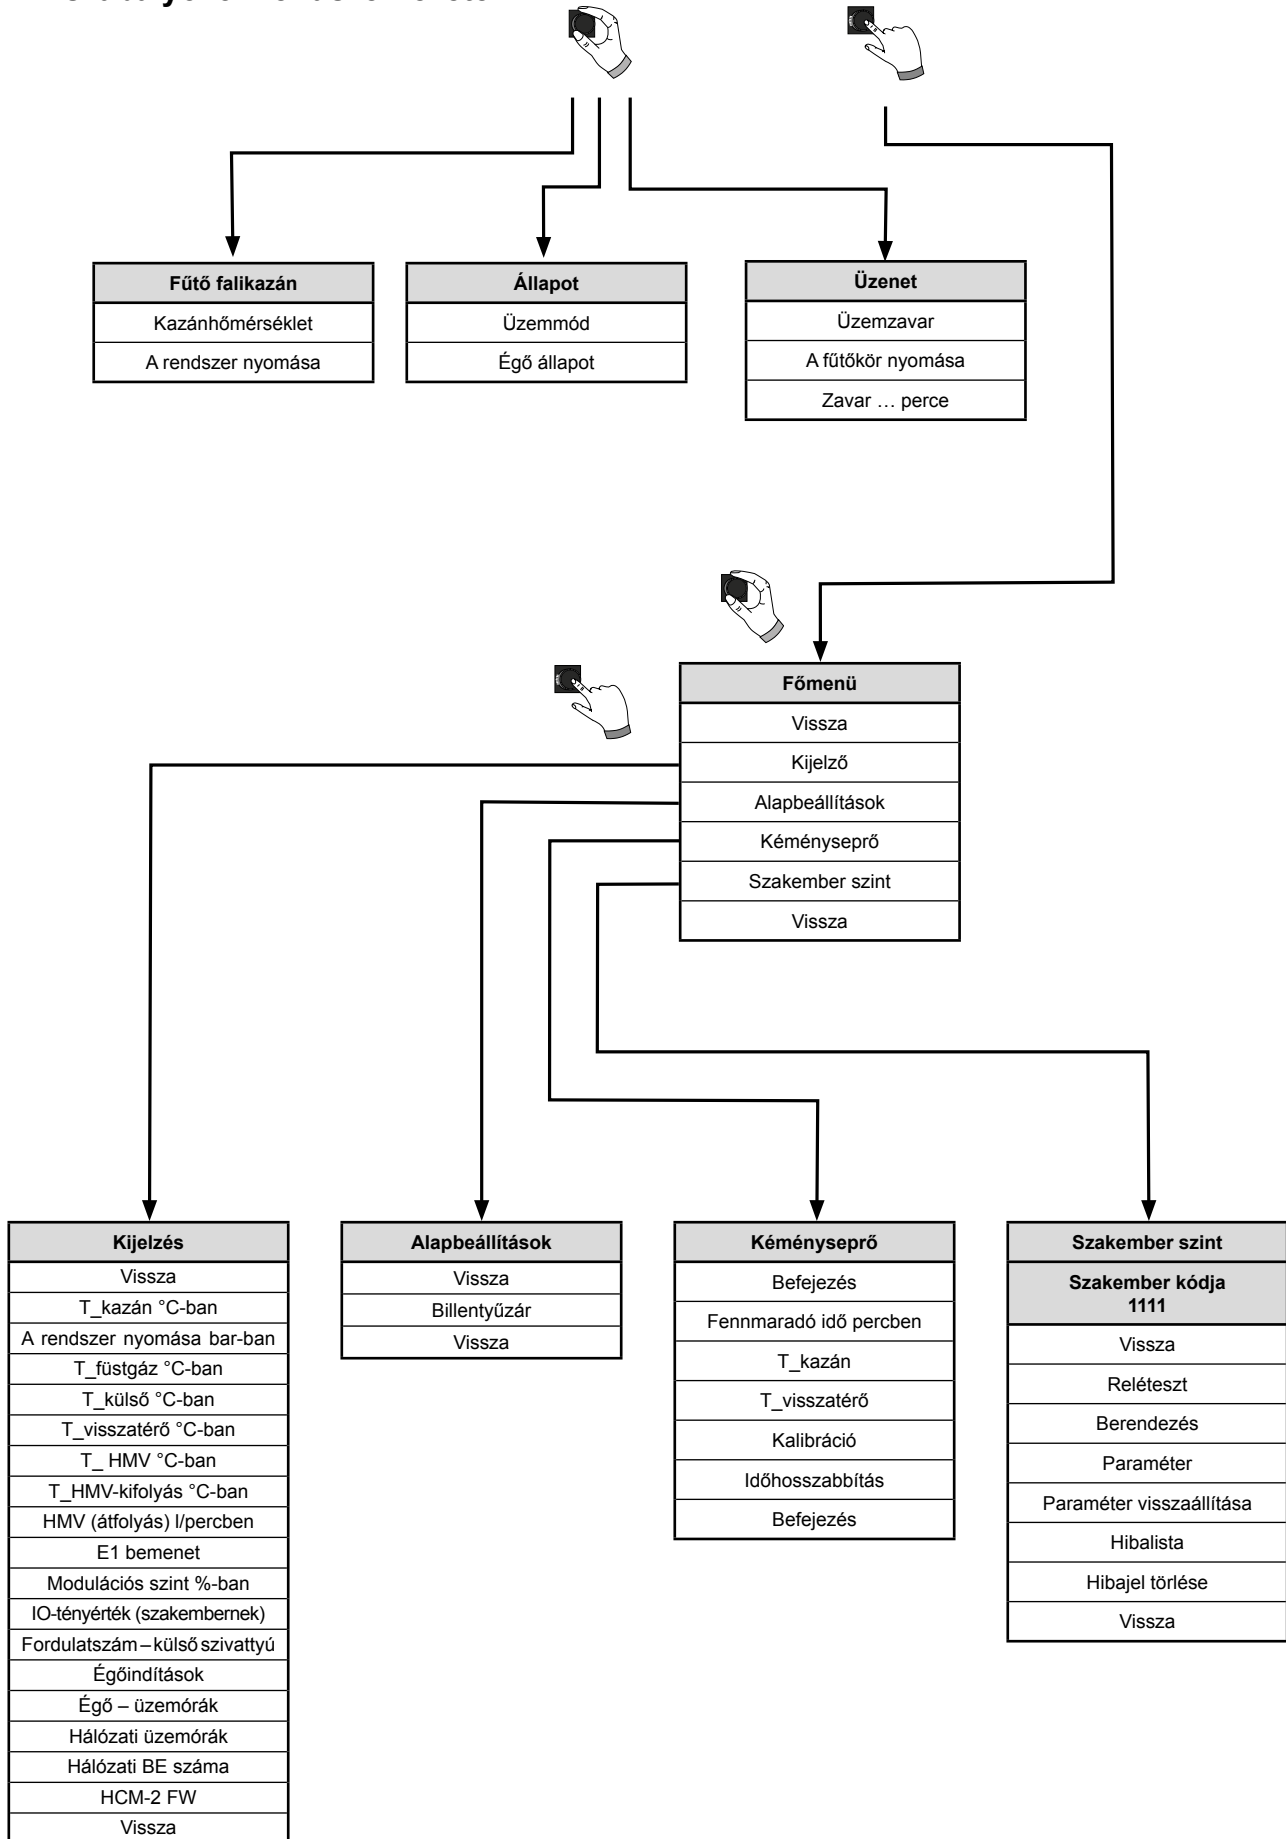 Fűtő falikazán
Kazánhőmérséklet
A rendszer nyomása
Állapot
Üzemmód
Égő állapot
Üzenet
Üzemzavar
A fűtőkör nyomása
Zavar … perce
Főmenü
Vissza
Kijelző
Alapbeállítások
Kéményseprő
Szakember szint
Vissza
Kijelzés
Vissza
T_kazán °C-ban
A rendszer nyomása bar-ban
T_füstgáz °C-ban
T_külső °C-ban
T_visszatérő °C-ban
T_ HMV °C-ban
T_HMV-kifolyás °C-ban
HMV (átfolyás) l/percben
E1 bemenet
Modulációs szint %-ban
IO-tényérték (szakembernek)
Fordulatszám – külső szivattyú
Égőindítások
Égő – üzemórák
Hálózati üzemórák
Hálózati BE száma
HCM-2 FW
Vissza
Alapbeállítások
Vissza
Billentyűzár
Vissza
Kéményseprő
Befejezés
Fennmaradó idő percben
T_kazán
T_visszatérő
Kalibráció
Időhosszabbítás
Befejezés
Szakember szint
Szakember kódja
1111
Vissza
Reléteszt
Berendezés
Paraméter
Paraméter visszaállítása
Hibalista
Hibajel törlése
Vissza